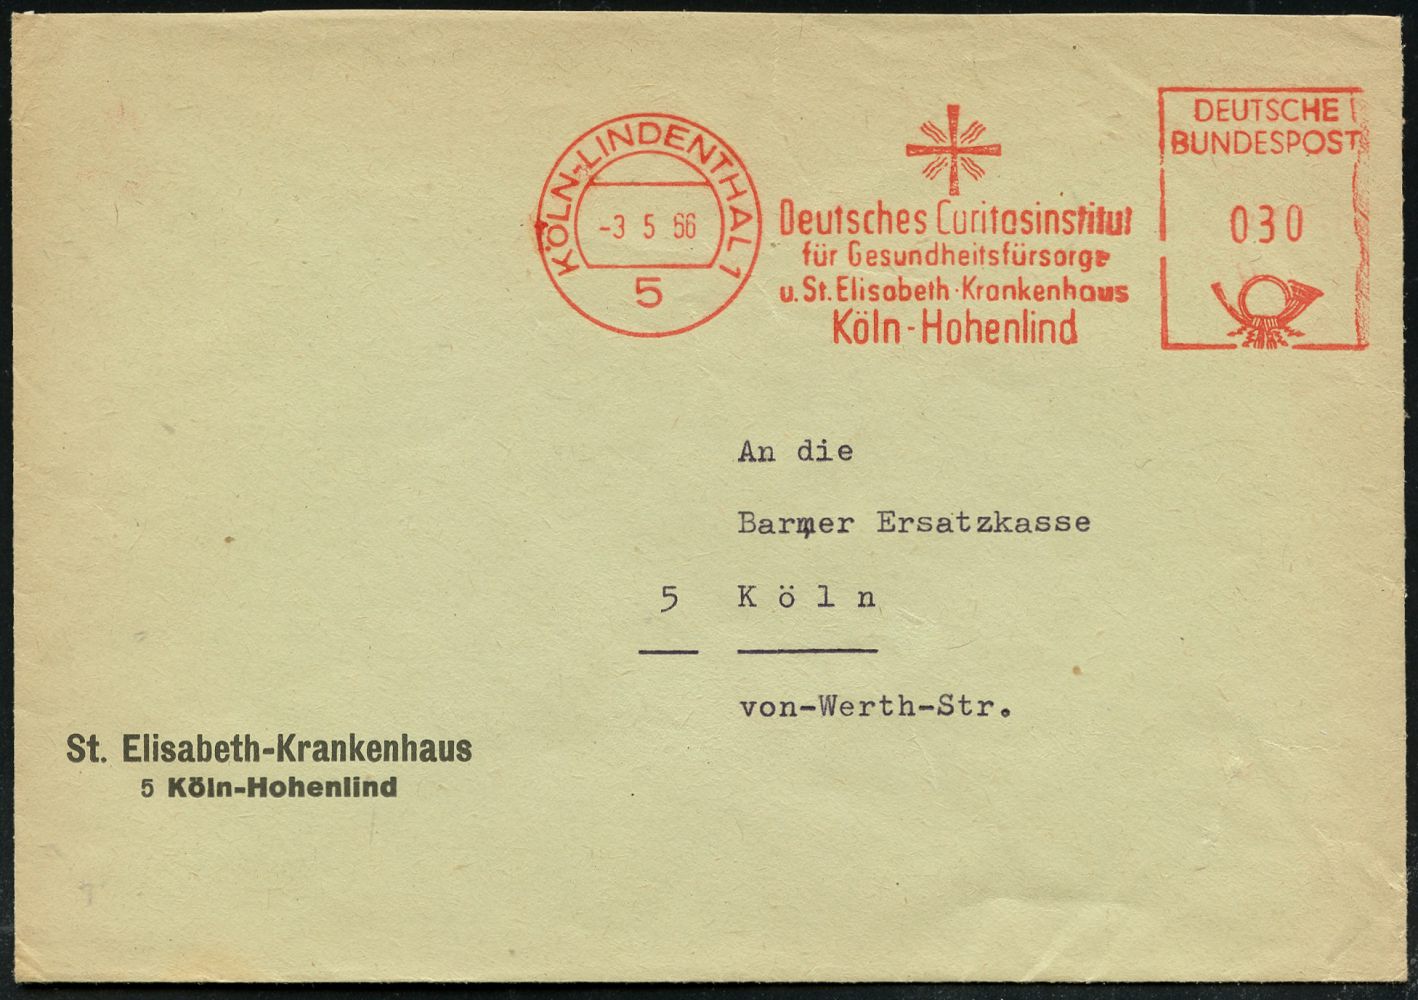 KÖLN-LINDENTHAL 1
-3 5 66
5
Deutsches Caritasinstitut
für Gesundheitsfürsorge
u. St. Elisabeth-Krankenhaus
Köln-Hohenlind
DEUTSCHE
BUNDESPOST
030
An die
Barmer Ersatzkasse
5 K ö l n
von-Werth-Str.
St. Elisabeth-Krankenhaus
5 Köln-Hohenlind